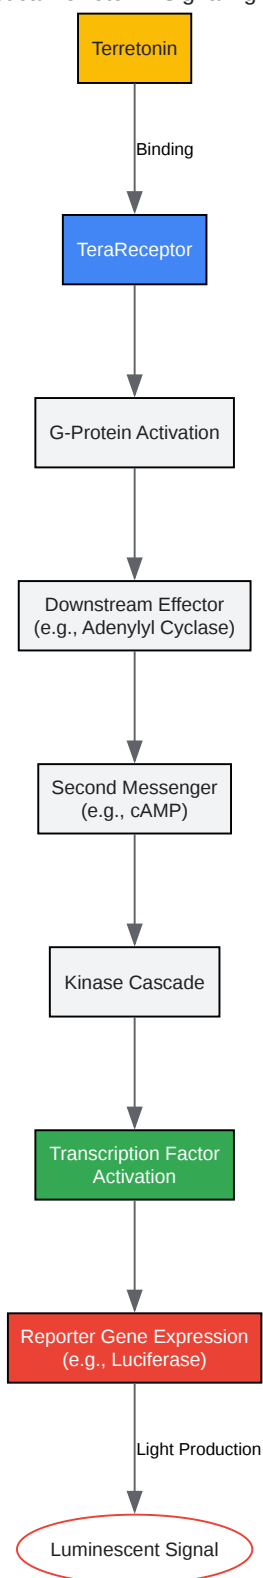 Terretonin
Binding
TeraReceptor
G-Protein Activation
Downstream Effector
(e.g., Adenylyl Cyclase)
Second Messenger
(e.g., cAMP)
Kinase Cascade
Transcription Factor
Activation
Reporter Gene Expression
(e.g., Luciferase)
Light Production
Luminescent Signal